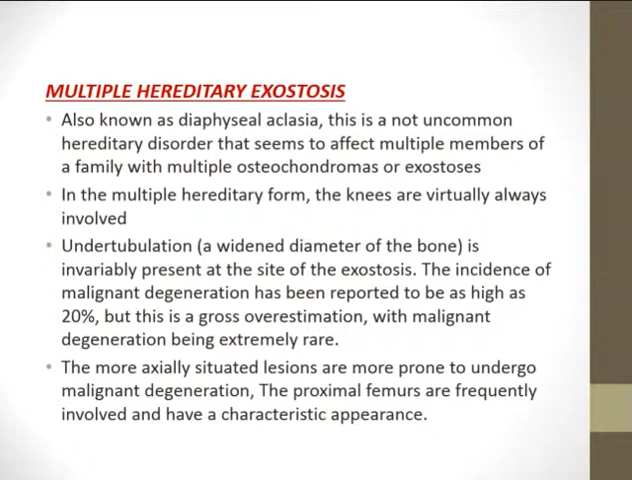 MULTIPLE HEREDITARY EXOSTOSIS
• Also known as diaphyseal aclasia, this is a not uncommon
hereditary disorder that seems to affect multiple members of
a family with multiple osteochondromas or exostoses
• In the multiple hereditary form, the knees are virtually always
involved
• Undertubulation (a widened diameter of the bone) is
invariably present at the site of the exostosis. The incidence of
malignant degeneration has been reported to be as high as
20%, but this is a gross overestimation, with malignant
degeneration being extremely rare.
• The more axially situated lesions are more prone to undergo
malignant degeneration, The proximal femurs are frequently
involved and have a characteristic appearance.